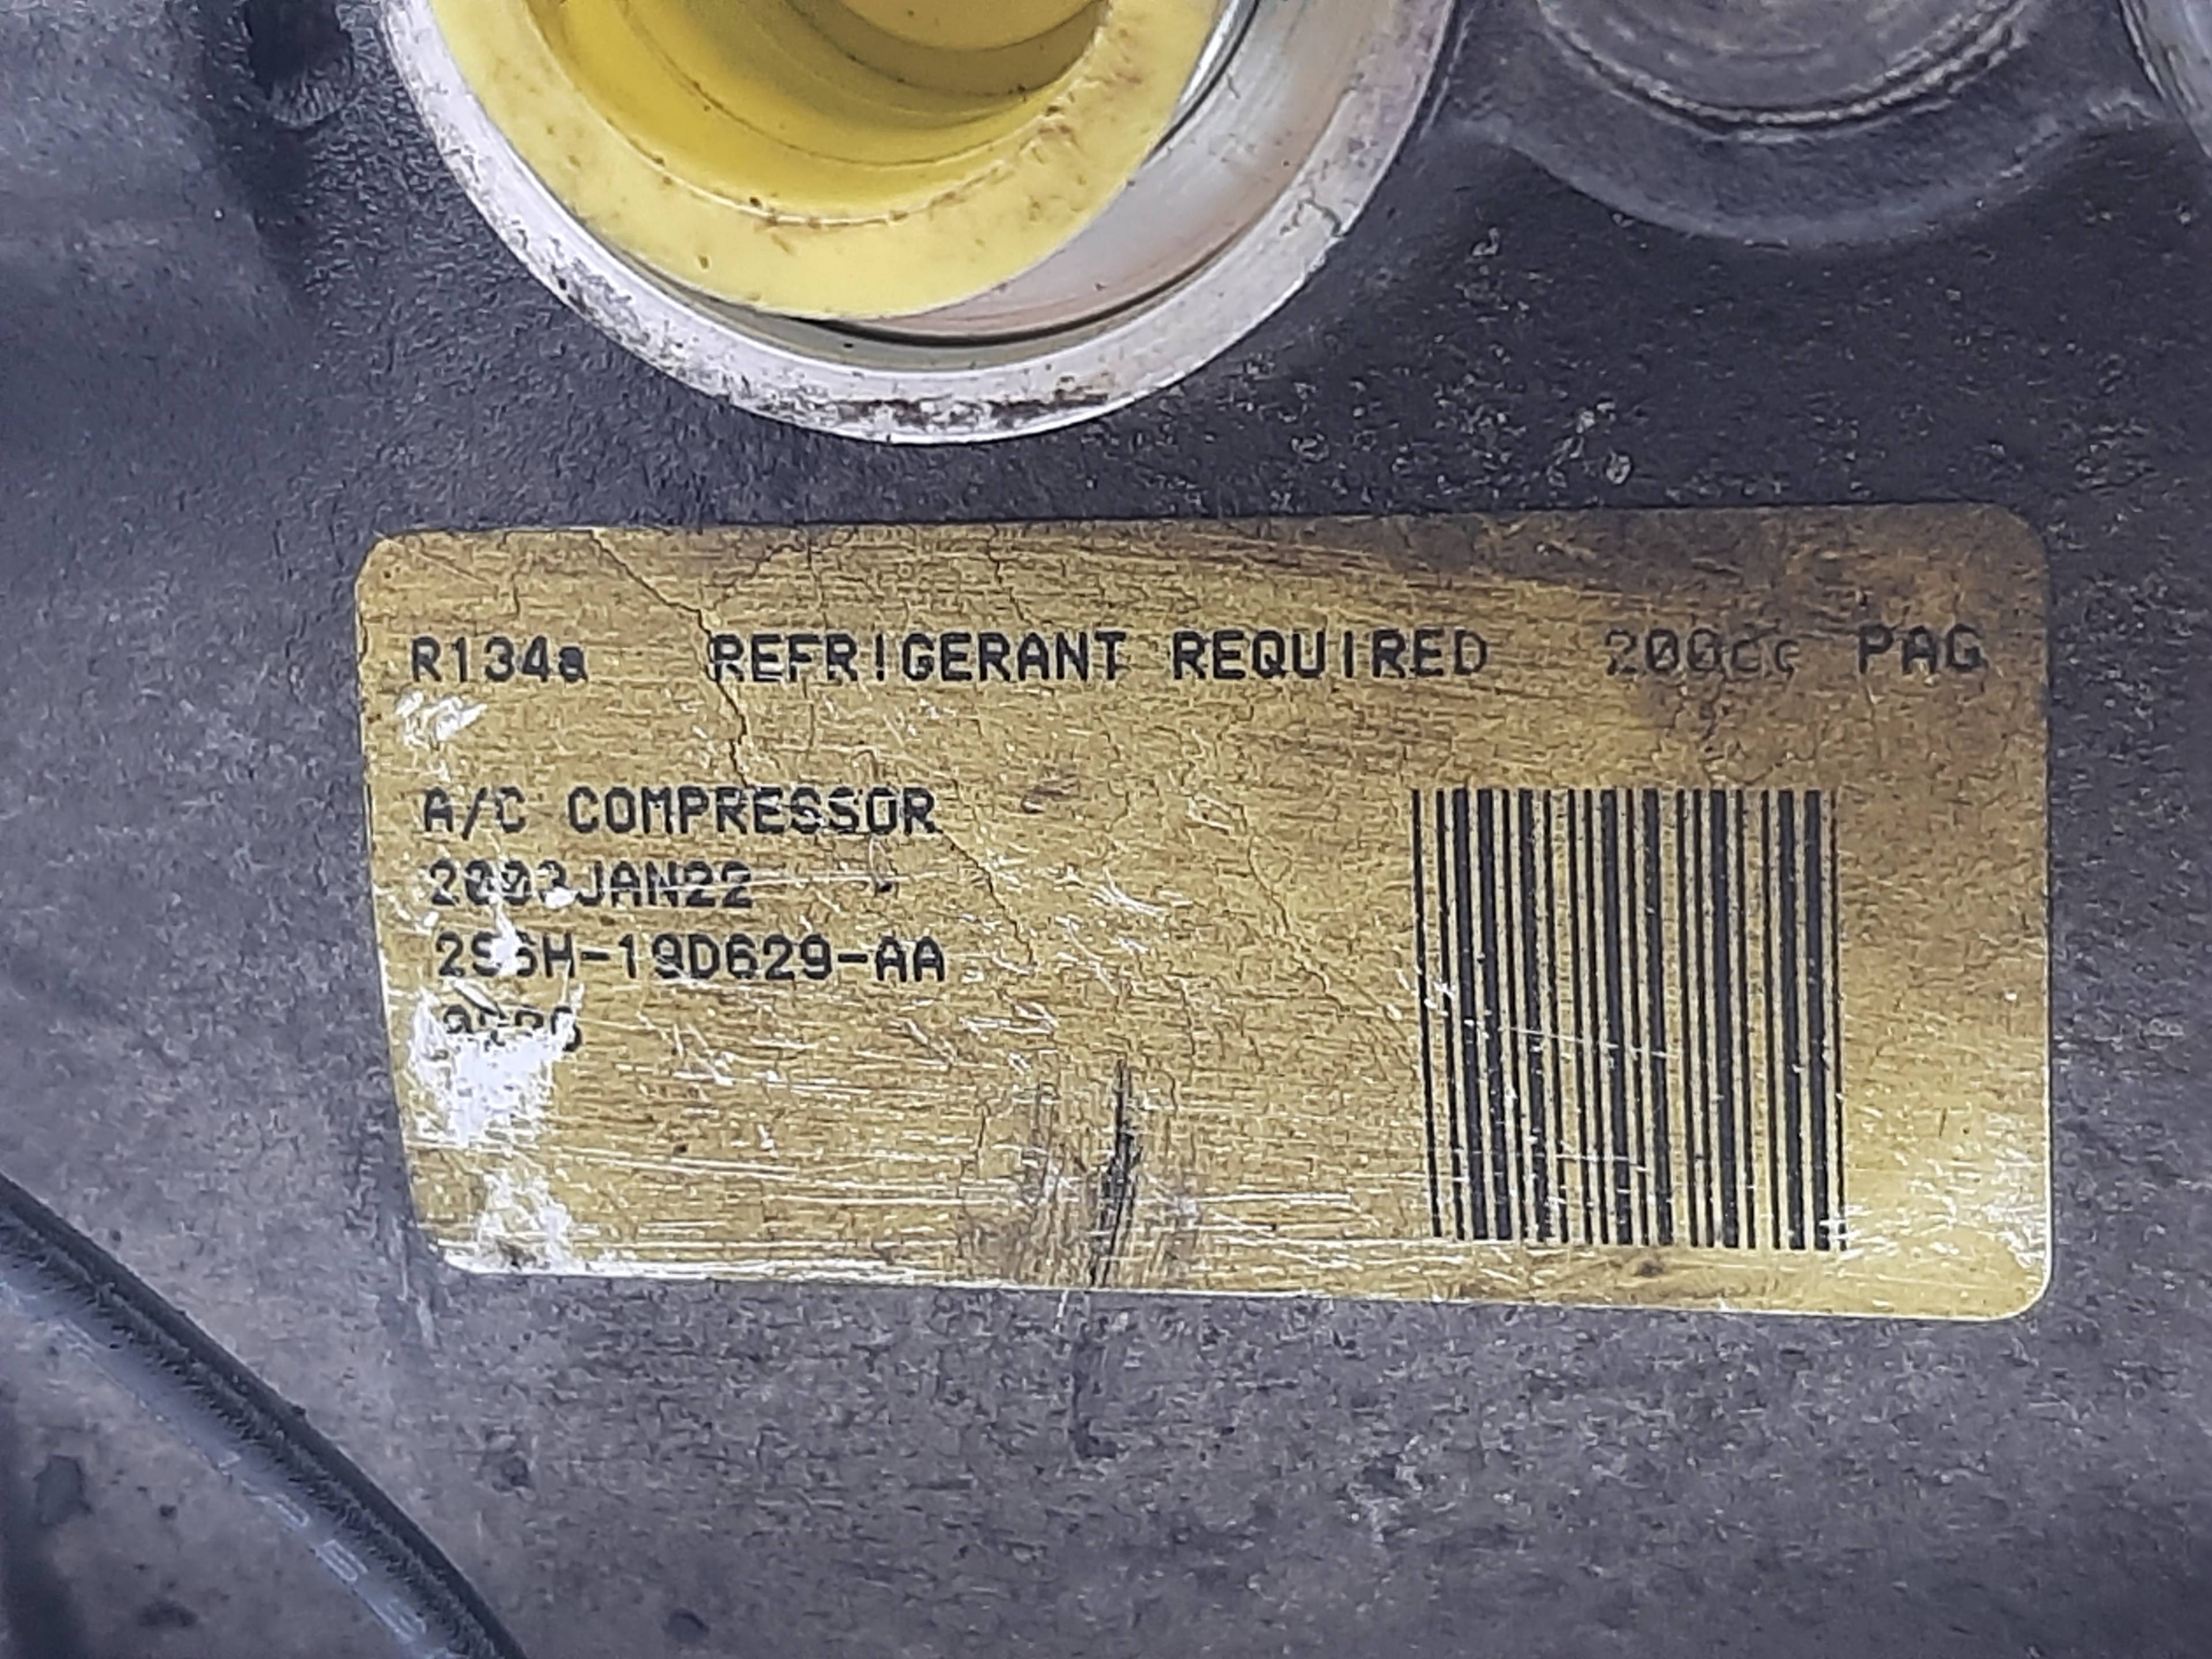 R134a REFRIGERANT REQUIRED 200cc PAG
A/C COMPRESSOR
2003JAN22
2S6H-19D629-AA